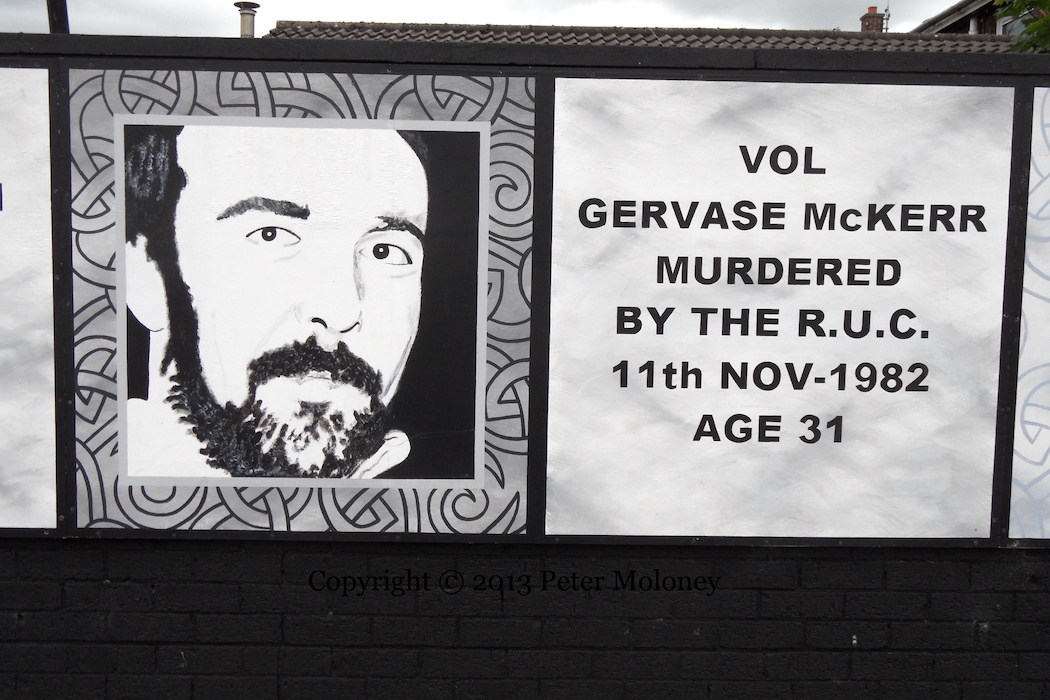 VOL
GERVASE McKERR
MURDERED
BY THE R.U.C.
11th NOV-1982
AGE 31
Copyright © 2013 Peter Moloney